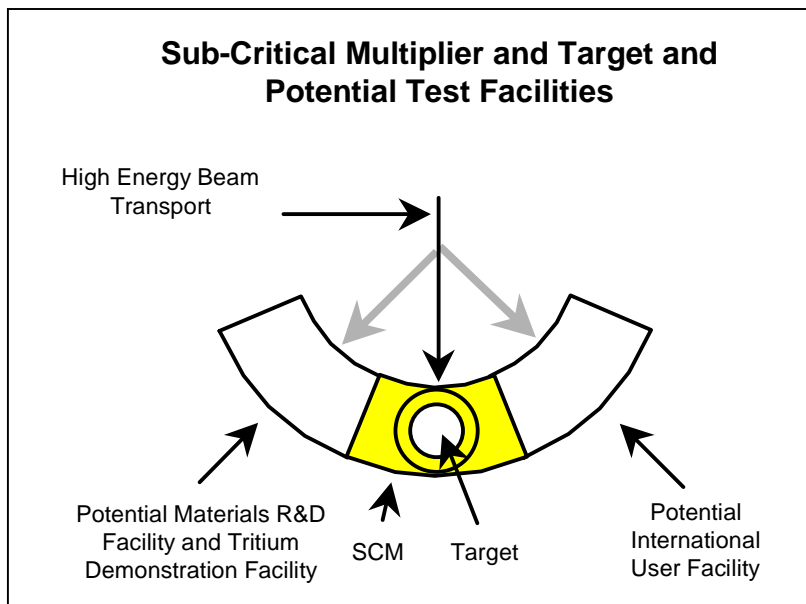 Sub-Critical Multiplier and Target and
Potential Test Facilities
High Energy Beam
Transport
Potential Materials R&D
Facility and Tritium
Demonstration Facility
SCM
Target
Potential
International
User Facility